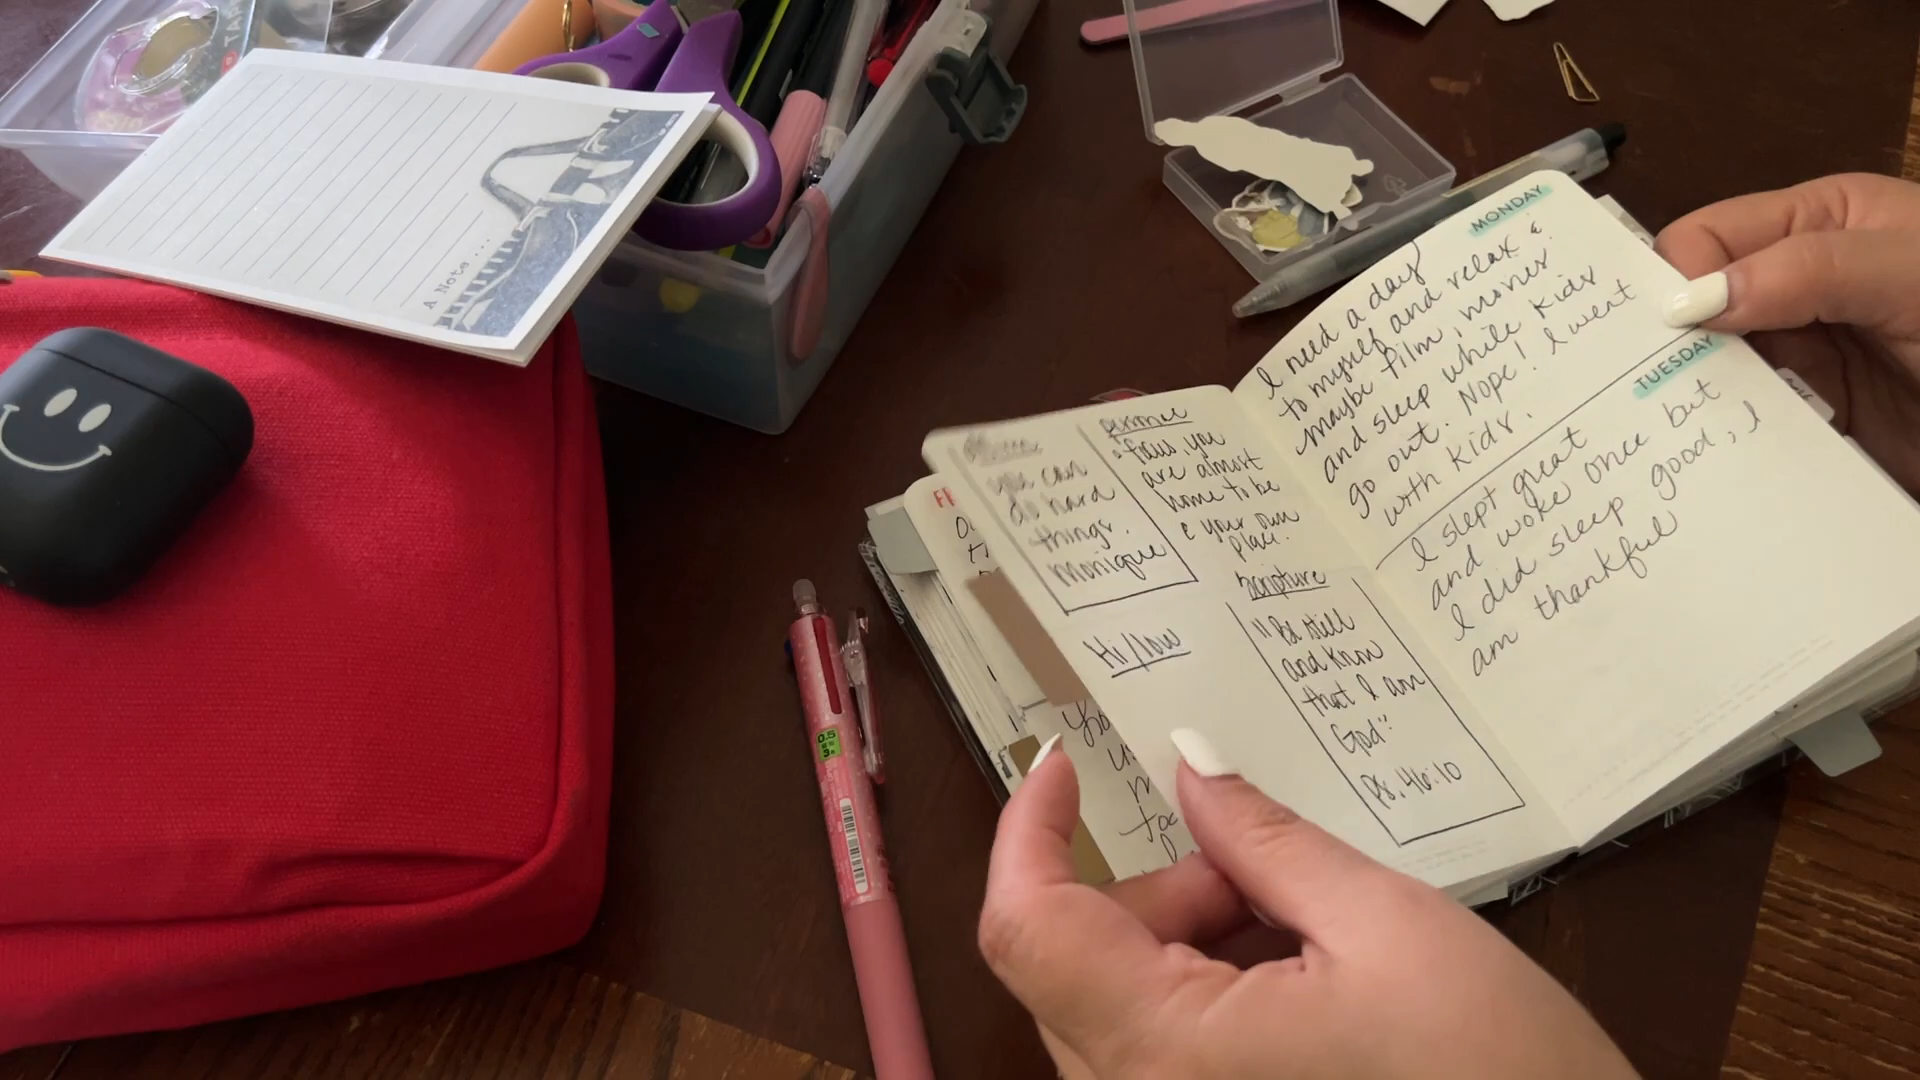 A Note ...
0.5
you can
do hard
things.
Monique
Focus, you
are almost
home to be
& your own
place.
Hi/low
Scripture
"Be still
and know
that I am
God"
Ps. 46:10
MONDAY
I need a day
to myself and relax &
maybe film, movies
and sleep while kids
go out. Nope! I went
with kids.
TUESDAY
I slept great
and woke once but
I did sleep good, I
am thankful